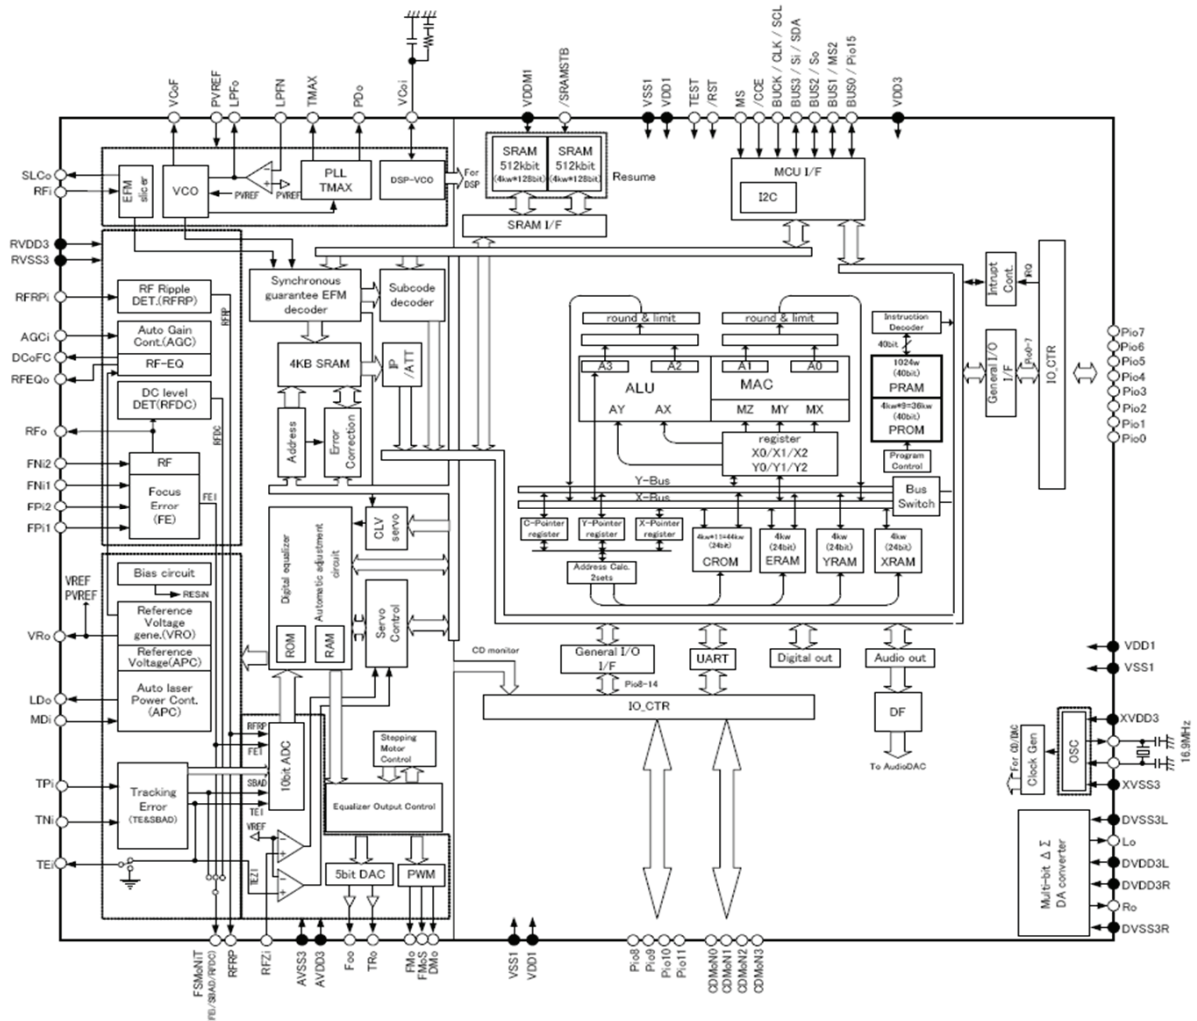 VCoF
PVREF
LPFo
LPFN
TMAX
PDo
VCoi
VDDM1
/SRAMSTB
VSS1
VDD1
TEST
/RST
MS
/CCE
BUCK / CLK / SCL
BUS3 / Si / SDA
BUS2 / So
BUS1 / MS2
BUS0 / Pio15
VDD3
SLCo
RFi
EFM
slicer
VCO
PVREF
PVREF
PLL
TMAX
DSP-VCO
For
DSP
SRAM
512kbit
(4kw*128bit)
SRAM
512kbit
(4kw*128bit)
Resume
SRAM I/F
MCU I/F
I2C
RVDD3
RVSS3
RFRPi
AGCi
DCoFC
RFEQo
RFo
FNi2
FNi1
FPi2
FPi1
RF Ripple
DET.(RFRP)
RFRP
Auto Gain
Cont.(AGC)
RF-EQ
DC level
DET(RFDC)
RFDC
RF
Focus
Error
(FE)
FEI
Synchronous
guarantee EFM
decoder
Subcode
decoder
4KB SRAM
IP
/ATT
Address
Error
Correction
CLV
servo
Digital equalizer
Automatic adjustment
circuit
ROM
RAM
Servo
Control
round & limit
round & limit
A3
A2
A1
A0
ALU
MAC
AY
AX
MZ
MY
MX
register
X0/X1/X2
Y0/Y1/Y2
Instruction
Decoder
40bit
1024w
(40bit)
PRAM
4kw*9=36kw
(40bit)
PROM
Program
Control
Y-Bus
X-Bus
Bus
Switch
C-Pointer
register
Y-Pointer
register
X-Pointer
register
Address Calc.
2sets
4kw*11=44kw
(24bit)
CROM
4kw
(24bit)
ERAM
4kw
(24bit)
YRAM
4kw
(24bit)
XRAM
Intrupt
Cont.
IRQ
General I/O
I/F
Pio0-7
IO_CTR
Pio7
Pio6
Pio5
Pio4
Pio3
Pio2
Pio1
Pio0
VREF
PVREF
VRo
LDo
MDi
TPi
TNi
TEi
Bias circuit
RESiN
Reference
Voltage
gene.(VRO)
Reference
Voltage(APC)
Auto laser
Power Cont.
(APC)
Tracking
Error
(TE&SBAD)
RFRP
FEI
SBAD
TEI
10bit ADC
VREF
TEZI
Stepping
Motor
Control
Equalizer Output Control
5bit DAC
PWM
CD monitor
General I/O
I/F
Pio8-14
UART
Digital out
Audio out
IO_CTR
DF
To AudioDAC
VDD1
VSS1
XVDD3
XVSS3
16.9MHz
OSC
Clock Gen
For CD/DAC
Multi-bit Δ Σ
DA converter
DVSS3L
Lo
DVDD3L
DVDD3R
Ro
DVSS3R
FSMoNiT
(FEi/SBAD/RFDC)
RFRP
RFZi
AVSS3
AVDD3
Foo
TRo
FMo
FMoS
DMo
VSS1
VDD1
Pio8
Pio9
Pio10
Pio11
CDMoN0
CDMoN1
CDMoN2
CDMoN3